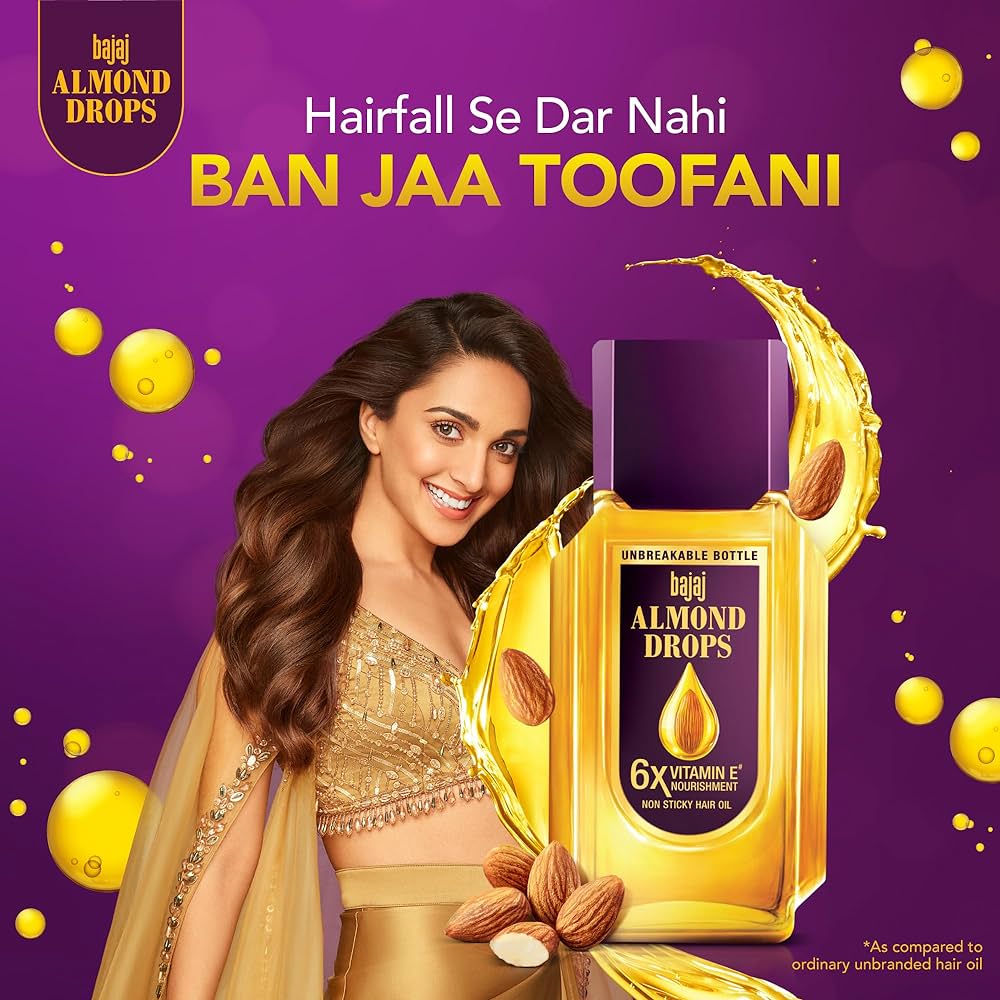 bajaj
ALMOND
DROPS
Hairfall Se Dar Nahi
BAN JAA TOOFANI
UNBREAKABLE BOTTLE
bajaj
ALMOND
DROPS
6X VITAMIN E#
NOURISHMENT
NON STICKY HAIR OIL
*As compared to
ordinary unbranded hair oil